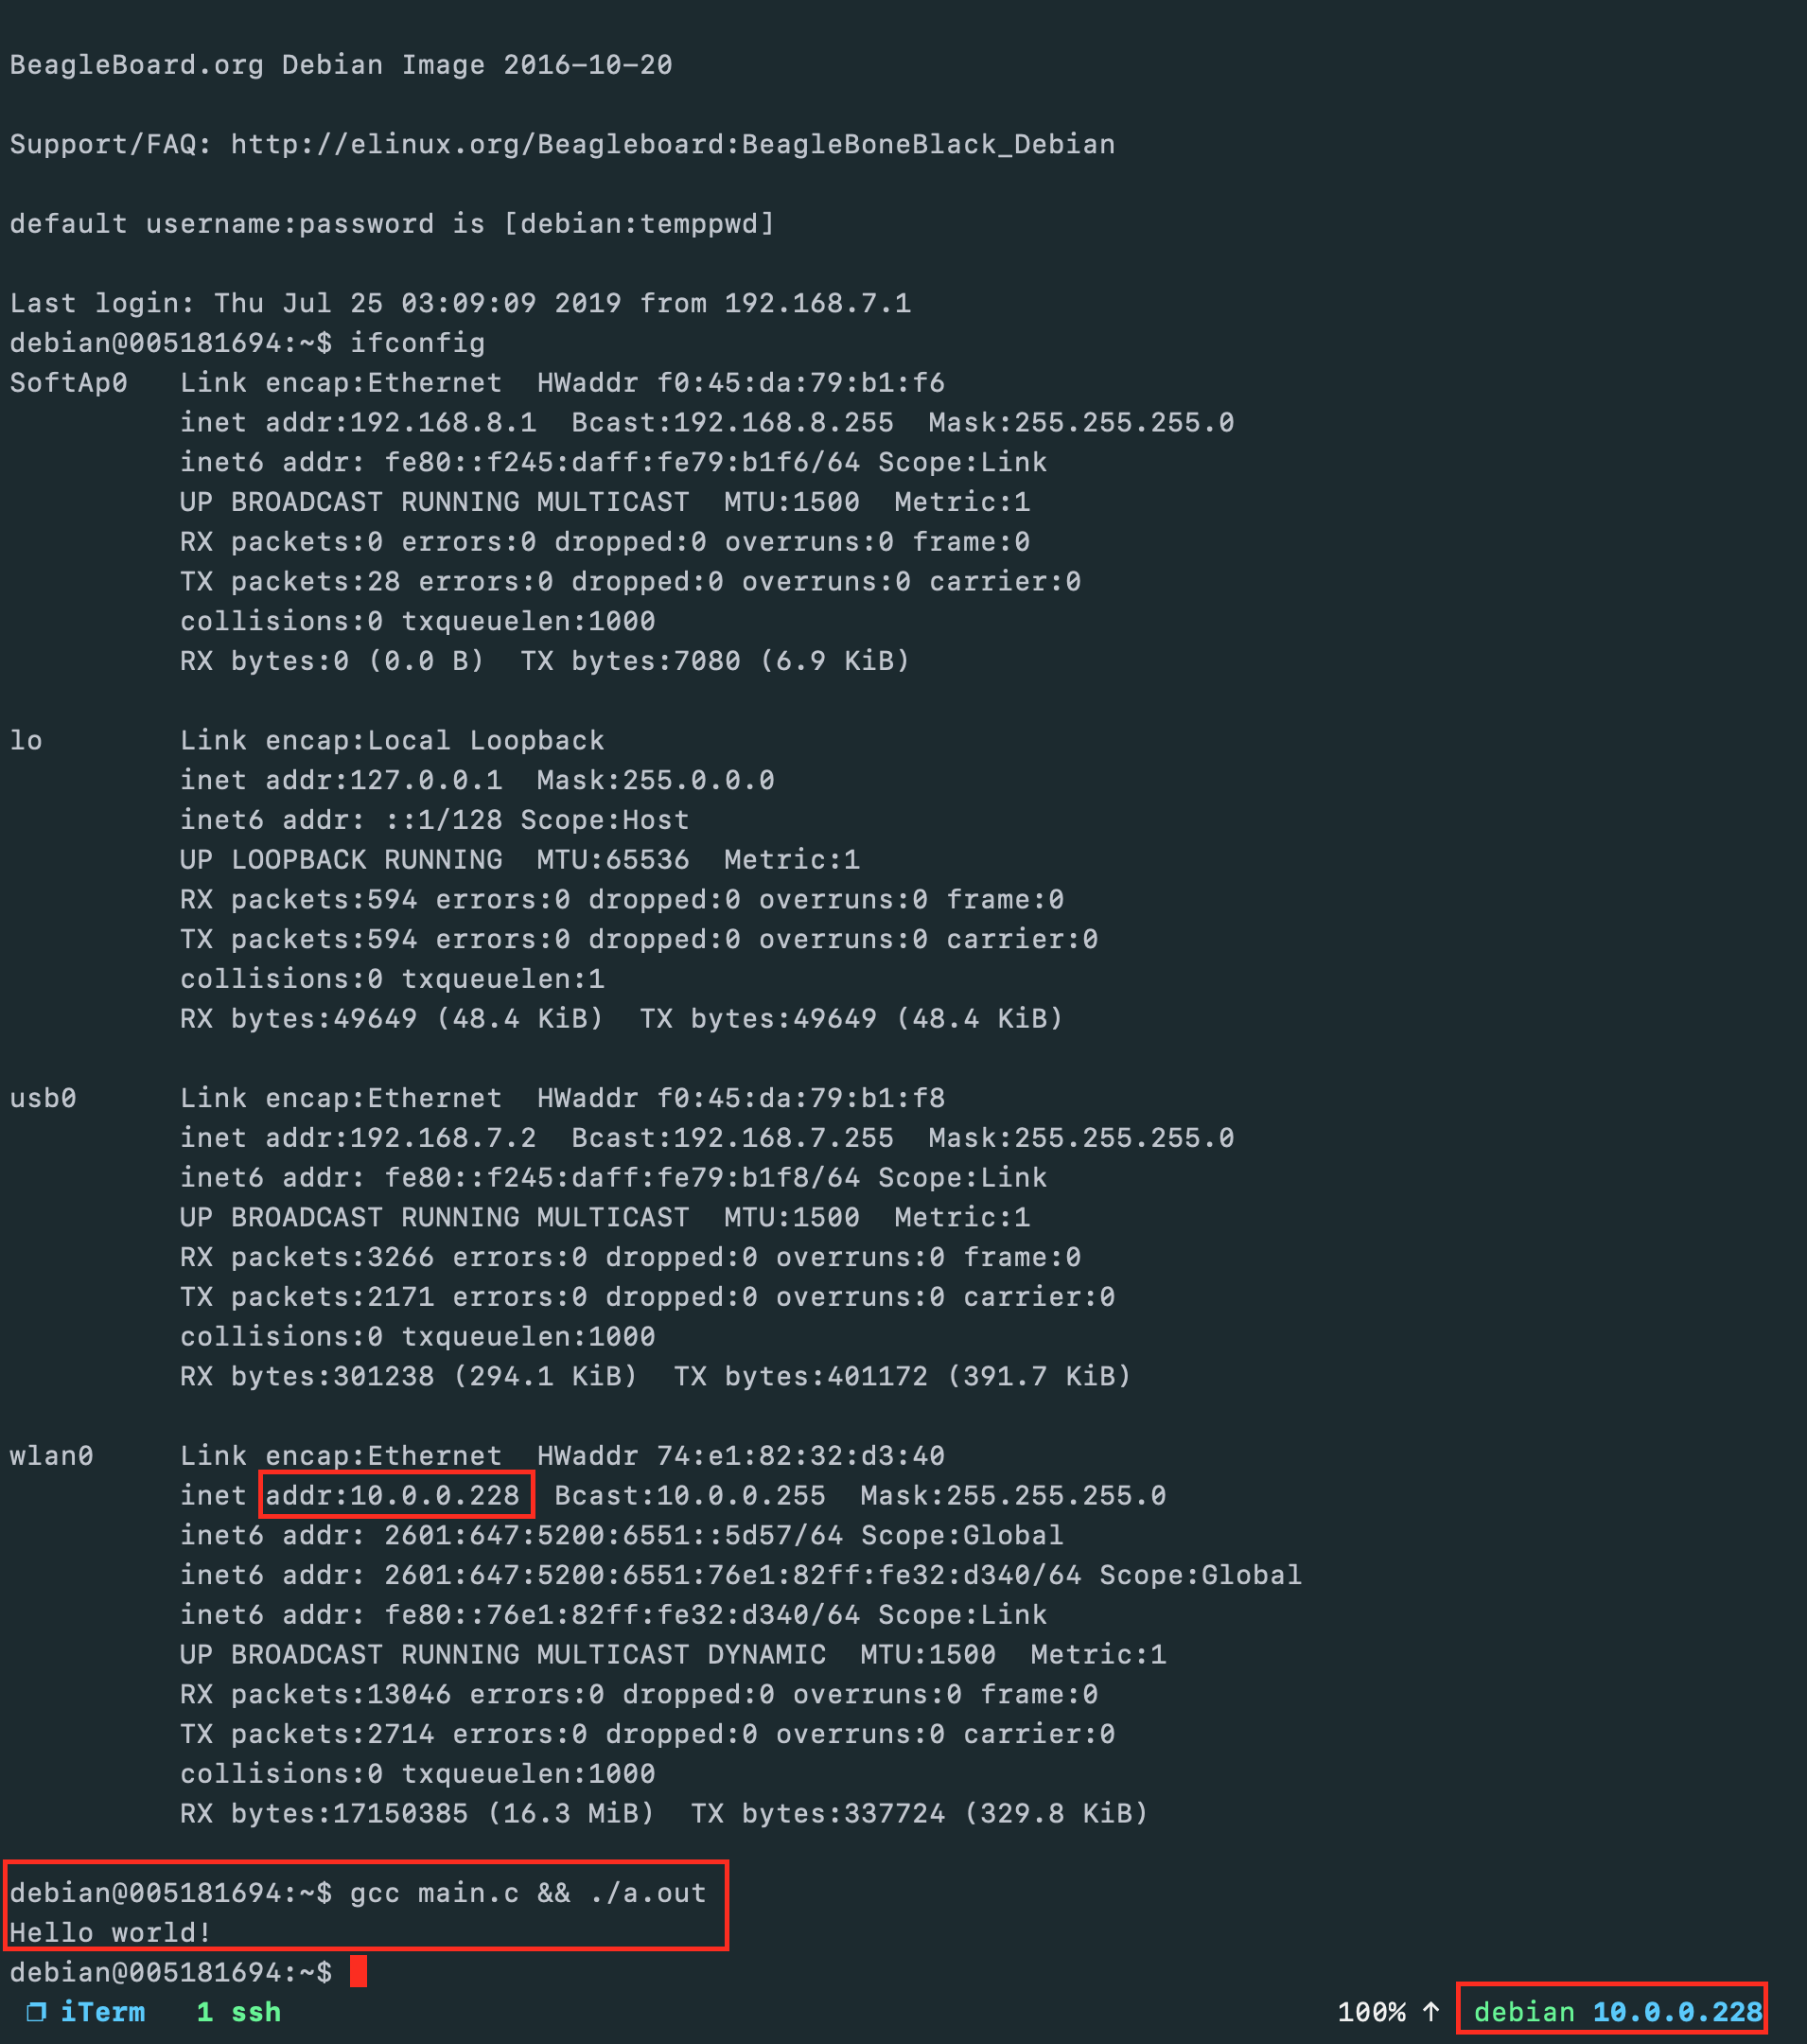 BeagleBoard.org Debian Image 2016-10-20
Support/FAQ: http://elinux.org/Beagleboard:BeagleBoneBlack_Debian
default username:password is [debian:temppwd]
Last login: Thu Jul 25 03:09:09 2019 from 192.168.7.1
debian@005181694:~$ ifconfig
SoftAp0   Link encap:Ethernet  HWaddr f0:45:da:79:b1:f6
          inet addr:192.168.8.1  Bcast:192.168.8.255  Mask:255.255.255.0
          inet6 addr: fe80::f245:daff:fe79:b1f6/64 Scope:Link
          UP BROADCAST RUNNING MULTICAST  MTU:1500  Metric:1
          RX packets:0 errors:0 dropped:0 overruns:0 frame:0
          TX packets:28 errors:0 dropped:0 overruns:0 carrier:0
          collisions:0 txqueuelen:1000
          RX bytes:0 (0.0 B)  TX bytes:7080 (6.9 KiB)
lo        Link encap:Local Loopback
          inet addr:127.0.0.1  Mask:255.0.0.0
          inet6 addr: ::1/128 Scope:Host
          UP LOOPBACK RUNNING  MTU:65536  Metric:1
          RX packets:594 errors:0 dropped:0 overruns:0 frame:0
          TX packets:594 errors:0 dropped:0 overruns:0 carrier:0
          collisions:0 txqueuelen:1
          RX bytes:49649 (48.4 KiB)  TX bytes:49649 (48.4 KiB)
usb0      Link encap:Ethernet  HWaddr f0:45:da:79:b1:f8
          inet addr:192.168.7.2  Bcast:192.168.7.255  Mask:255.255.255.0
          inet6 addr: fe80::f245:daff:fe79:b1f8/64 Scope:Link
          UP BROADCAST RUNNING MULTICAST  MTU:1500  Metric:1
          RX packets:3266 errors:0 dropped:0 overruns:0 frame:0
          TX packets:2171 errors:0 dropped:0 overruns:0 carrier:0
          collisions:0 txqueuelen:1000
          RX bytes:301238 (294.1 KiB)  TX bytes:401172 (391.7 KiB)
wlan0     Link encap:Ethernet  HWaddr 74:e1:82:32:d3:40
          inet addr:10.0.0.228  Bcast:10.0.0.255  Mask:255.255.255.0
          inet6 addr: 2601:647:5200:6551::5d57/64 Scope:Global
          inet6 addr: 2601:647:5200:6551:76e1:82ff:fe32:d340/64 Scope:Global
          inet6 addr: fe80::76e1:82ff:fe32:d340/64 Scope:Link
          UP BROADCAST RUNNING MULTICAST DYNAMIC  MTU:1500  Metric:1
          RX packets:13046 errors:0 dropped:0 overruns:0 frame:0
          TX packets:2714 errors:0 dropped:0 overruns:0 carrier:0
          collisions:0 txqueuelen:1000
          RX bytes:17150385 (16.3 MiB)  TX bytes:337724 (329.8 KiB)
debian@005181694:~$ gcc main.c && ./a.out
Hello world!
debian@005181694:~$
❐ iTerm   1 ssh   100% ↑ debian 10.0.0.228